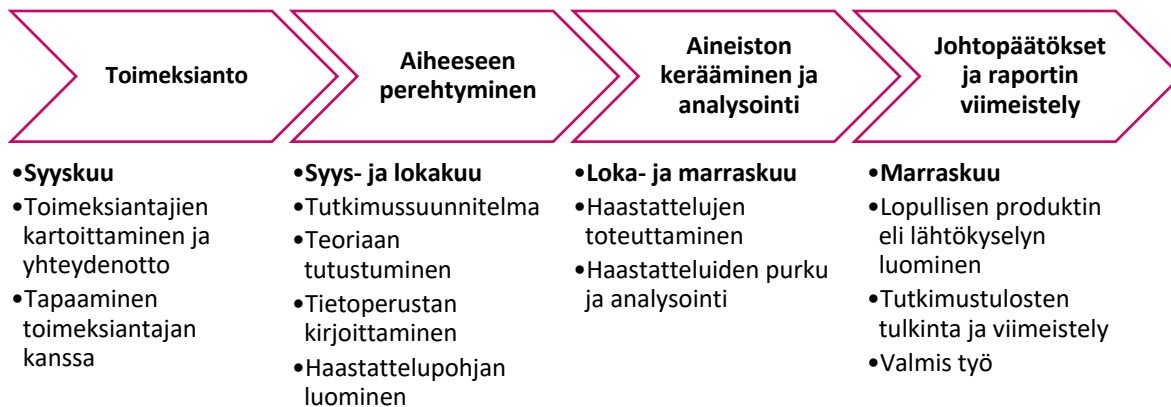 Toimeksianto
Aiheeseen
perehtyminen
Aineiston
kerääminen ja
analysointi
Johtopäätökset
ja raportin
viimeistely
•Syyskuu
•Toimeksiantajien
kartoittaminen ja
yhteydenotto
•Tapaaminen
toimeksiantajan
kanssa
•Syys- ja lokakuu
•Tutkimussuunnitelma
•Teoriaan
tutustuminen
•Tietoperustan
kirjoittaminen
•Haastattelupohjan
luominen
•Loka- ja marraskuu
•Haastattelujen
toteuttaminen
•Haastatteluiden purku
ja analysointi
•Marraskuu
•Lopullisen produktin
eli lähtökyselyn
luominen
•Tutkimustulosten
tulkinta ja viimeistely
•Valmis työ